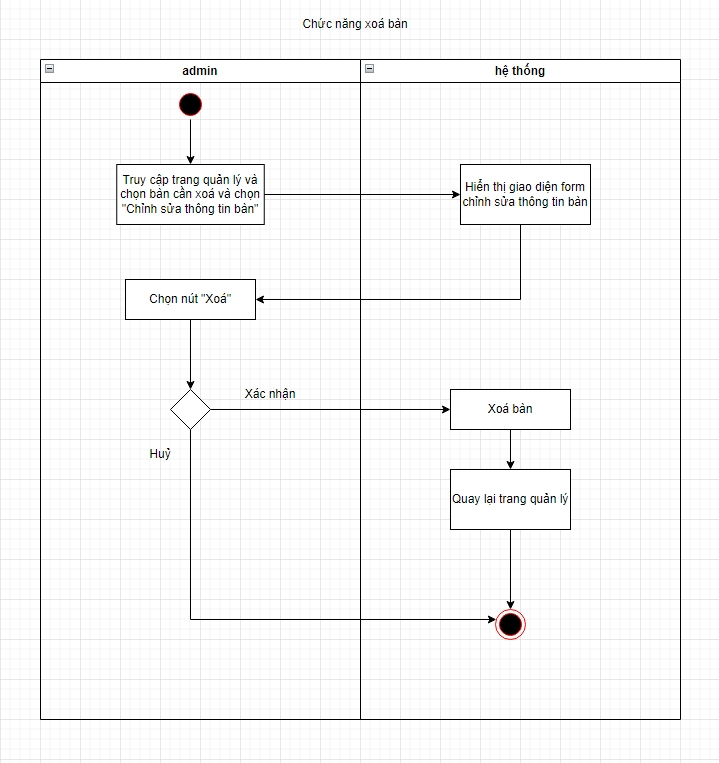 Chức năng xoá bàn
admin
hệ thống
Truy cập trang quản lý và
chọn bàn cần xoá và chọn
"Chỉnh sửa thông tin bàn"
Hiển thị giao diện form
chỉnh sửa thông tin bàn
Chọn nút "Xoá"
Xác nhận
Xoá bàn
Huỷ
Quay lại trang quản lý